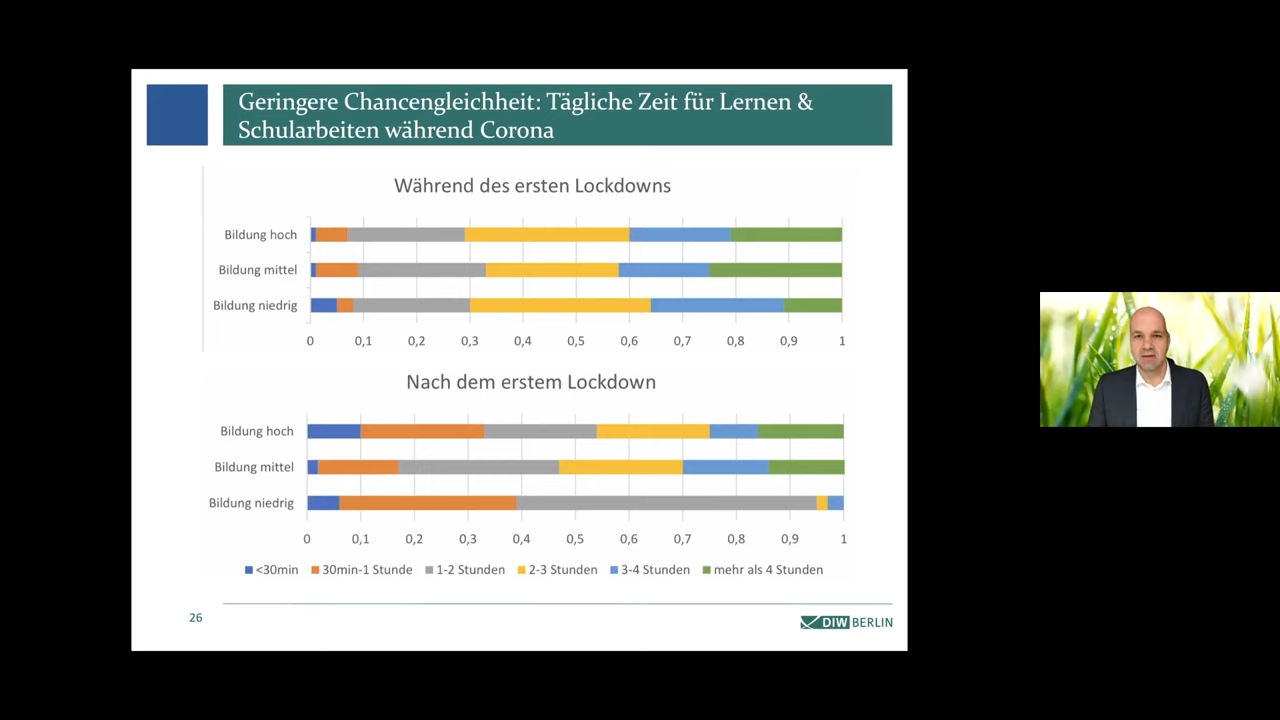 Geringere Chancengleichheit: Tägliche Zeit für Lernen &
Schularbeiten während Corona
Während des ersten Lockdowns
Bildung hoch
Bildung mittel
Bildung niedrig
0 0,1 0,2 0,3 0,4 0,5 0,6 0,7 0,8 0,9 1
Nach dem erstem Lockdown
Bildung hoch
Bildung mittel
Bildung niedrig
0 0,1 0,2 0,3 0,4 0,5 0,6 0,7 0,8 0,9 1
<30min 30min-1 Stunde 1-2 Stunden 2-3 Stunden 3-4 Stunden mehr als 4 Stunden
26
DIW BERLIN